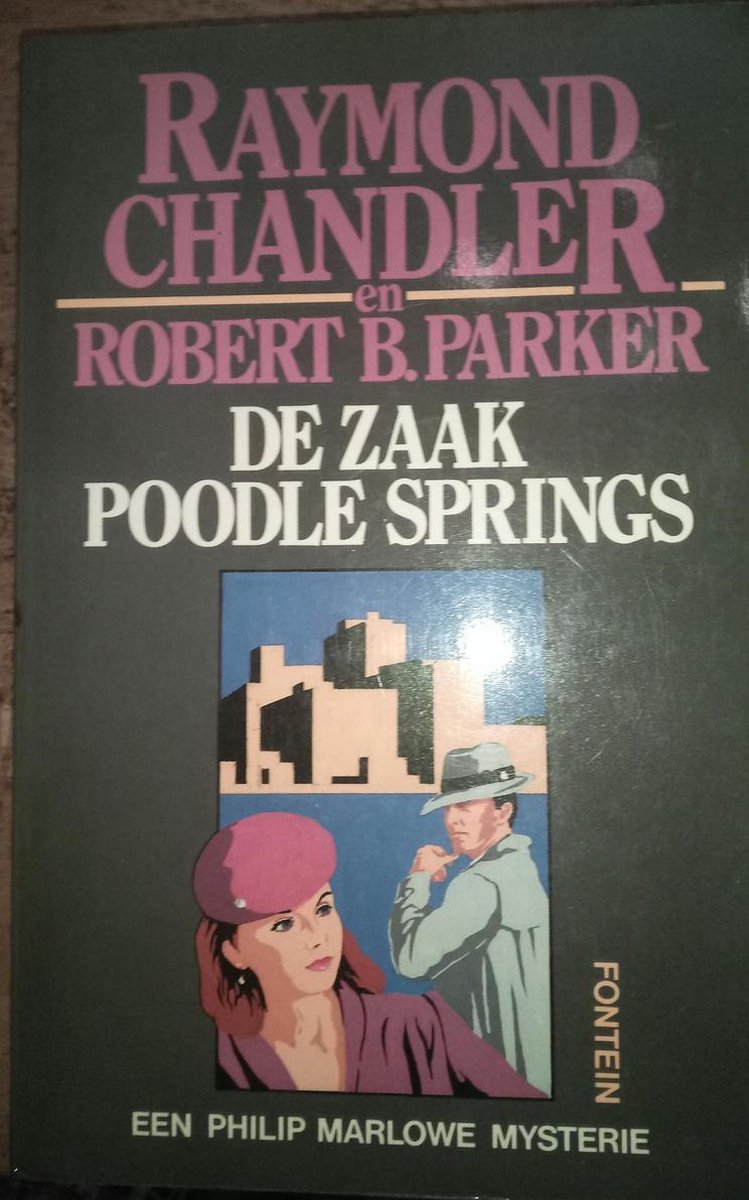 RAYMOND
CHANDLER
en
ROBERT B. PARKER
DE ZAAK
POODLE SPRINGS
FONTEIN
EEN PHILIP MARLOWE MYSTERIE